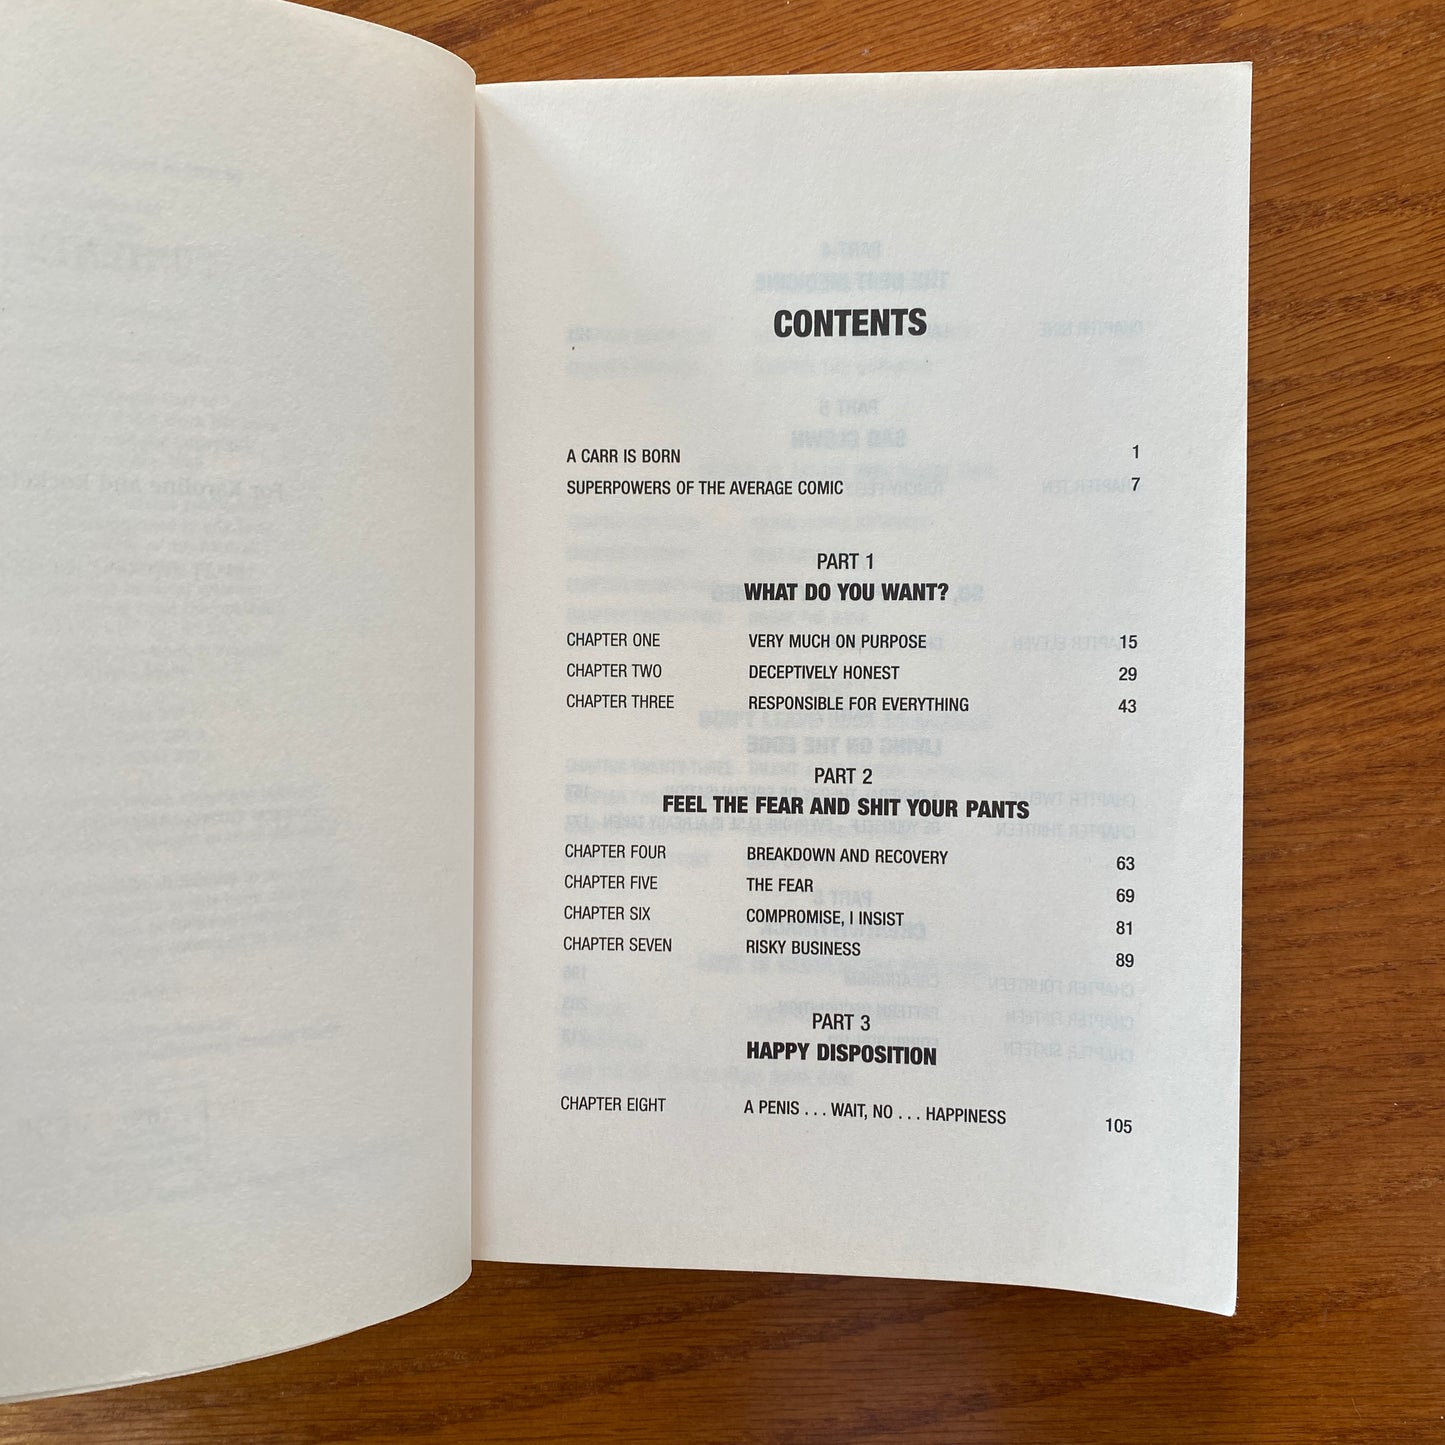 CONTENTS
A CARR IS BORN 1
SUPERPOWERS OF THE AVERAGE COMIC 7
PART 1
WHAT DO YOU WANT?
CHAPTER ONE VERY MUCH ON PURPOSE 15
CHAPTER TWO DECEPTIVELY HONEST 29
CHAPTER THREE RESPONSIBLE FOR EVERYTHING 43
PART 2
FEEL THE FEAR AND SHIT YOUR PANTS
CHAPTER FOUR BREAKDOWN AND RECOVERY 63
CHAPTER FIVE THE FEAR 69
CHAPTER SIX COMPROMISE, I INSIST 81
CHAPTER SEVEN RISKY BUSINESS 89
PART 3
HAPPY DISPOSITION
CHAPTER EIGHT A PENIS . . . WAIT, NO . . . HAPPINESS 105